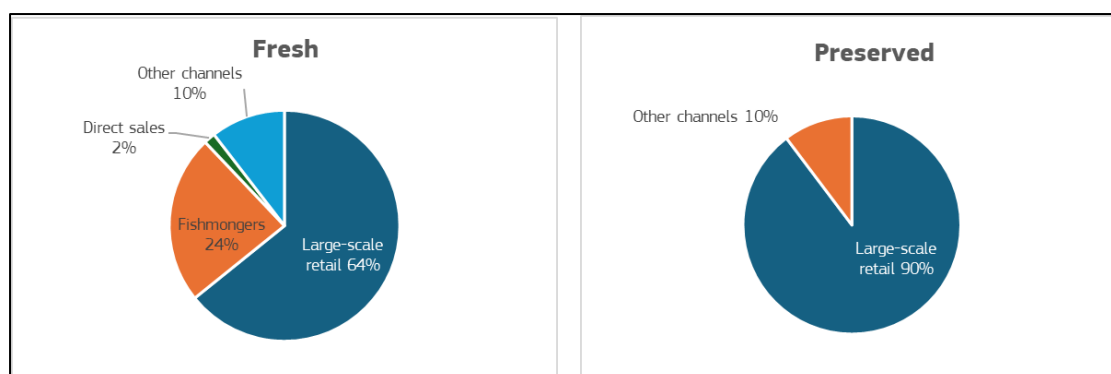 Fresh
Other channels
10%
Direct sales
2%
Fishmongers
24%
Large-scale
retail 64%
Preserved
Other channels 10%
Large-scale
retail 90%